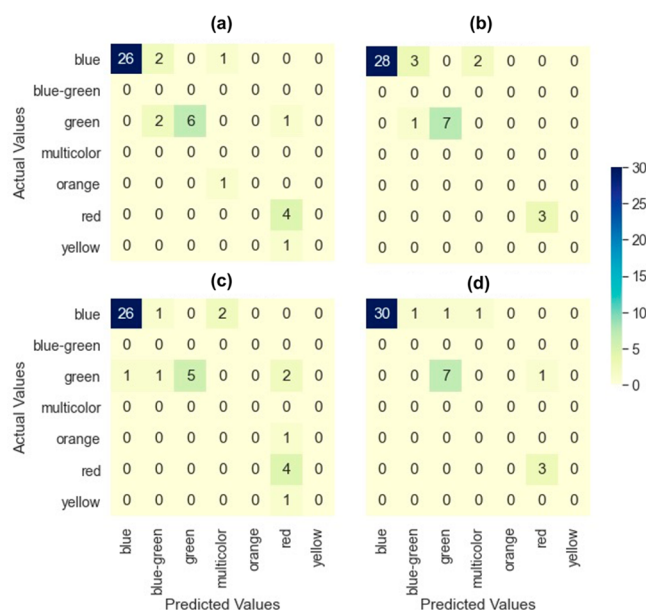 (a) (b)
blue 26 2 0 1 0 0 0 28 3 0 2 0 0 0
blue-green 0 0 0 0 0 0 0 0 0 0 0 0 0 0
green 0 2 6 0 0 1 0 0 1 7 0 0 0 0
multicolor 0 0 0 0 0 0 0 0 0 0 0 0 0 0
orange 0 0 0 1 0 0 0 0 0 0 0 0 0 0
red 0 0 0 0 0 4 0 0 0 0 0 0 3 0
yellow 0 0 0 0 0 1 0 0 0 0 0 0 0 0
Actual Values
(c) (d)
blue 26 1 0 2 0 0 0 30 1 1 1 0 0 0
blue-green 0 0 0 0 0 0 0 0 0 0 0 0 0 0
green 1 1 5 0 0 2 0 0 0 7 0 0 1 0
multicolor 0 0 0 0 0 0 0 0 0 0 0 0 0 0
orange 0 0 0 0 0 1 0 0 0 0 0 0 0 0
red 0 0 0 0 0 4 0 0 0 0 0 0 3 0
yellow 0 0 0 0 0 1 0 0 0 0 0 0 0 0
Actual Values
blue blue-green green multicolor orange red yellow blue blue-green green multicolor orange red yellow
Predicted Values Predicted Values
30
25
20
15
10
5
0